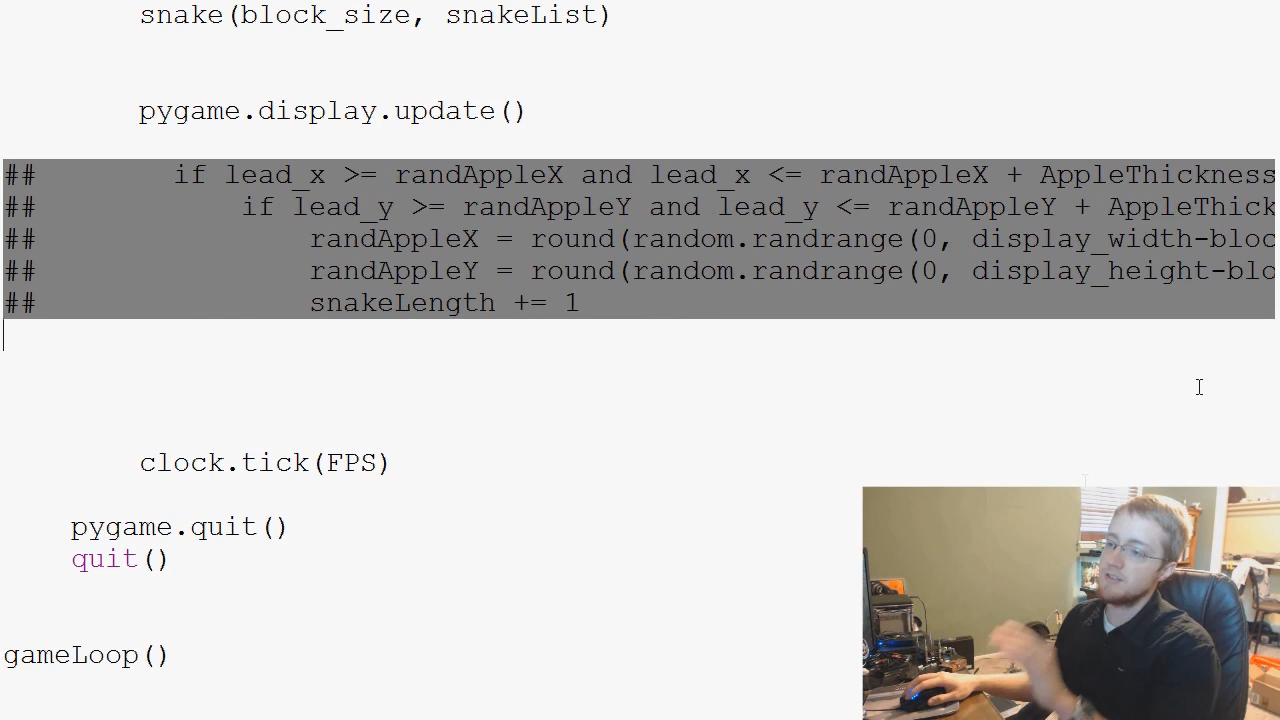 snake(block_size, snakeList)
pygame.display.update()
## if lead_x >= randAppleX and lead_x <= randAppleX + AppleThickness
## if lead_y >= randAppleY and lead_y <= randAppleY + AppleThick
## randAppleX = round(random.randrange(0, display_width-bloc
## randAppleY = round(random.randrange(0, display_height-blo
## snakeLength += 1
clock.tick(FPS)
pygame.quit()
quit()
gameLoop()